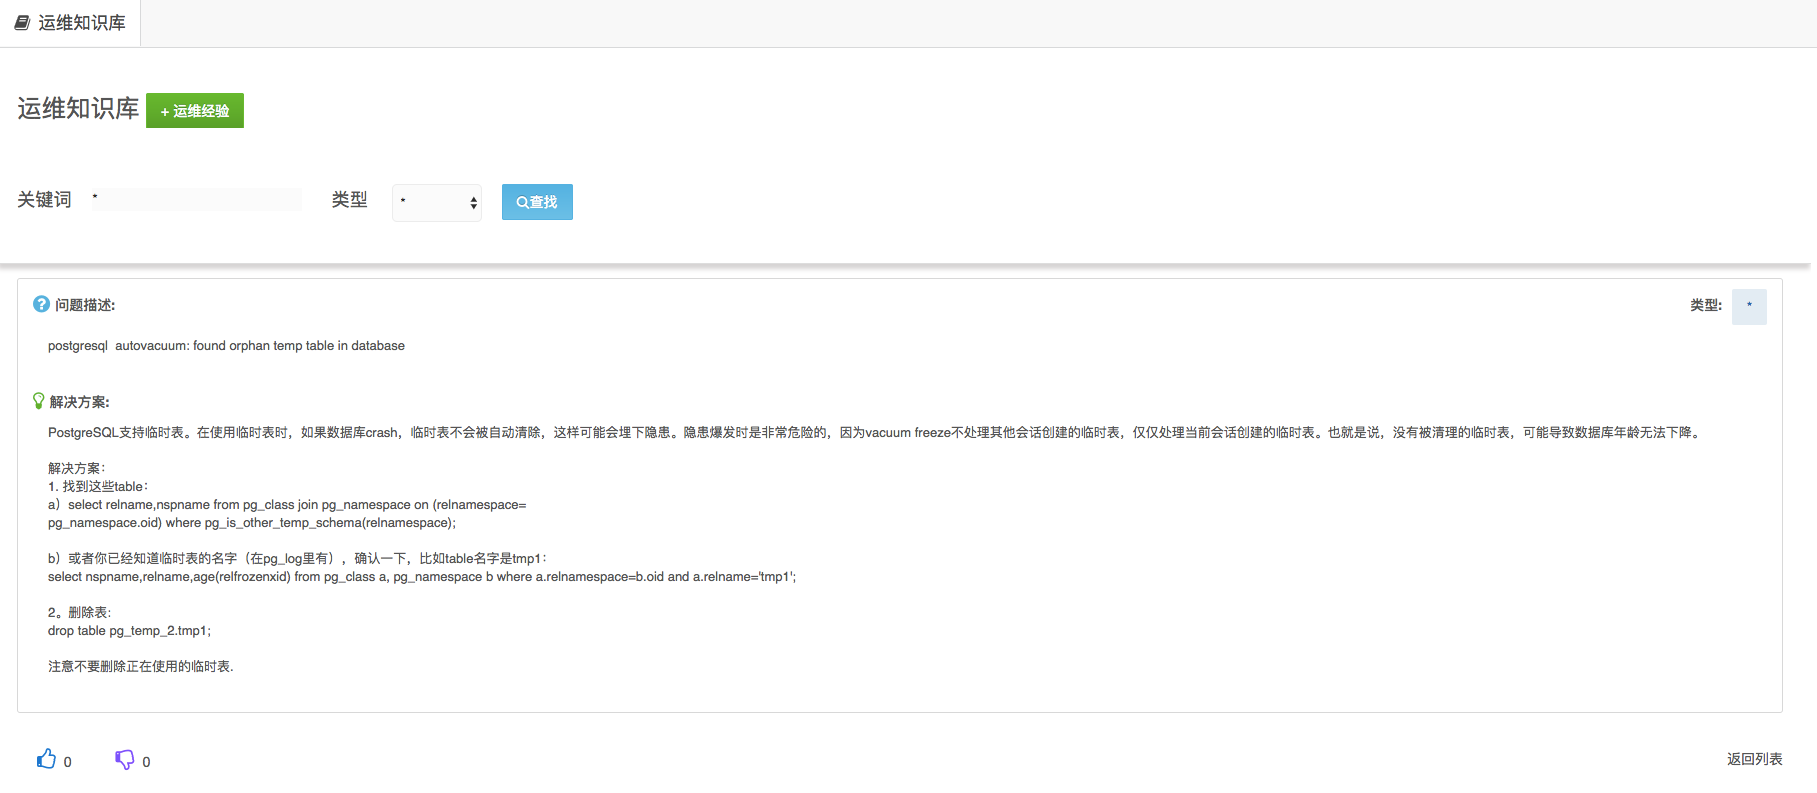 运维知识库
运维知识库 + 运维经验
关键词 * 类型 * 查找
问题描述: 类型: *
postgresql  autovacuum: found orphan temp table in database
解决方案:
PostgreSQL支持临时表。在使用临时表时，如果数据库crash，临时表不会被自动清除，这样可能会埋下隐患。隐患爆发时是非常危险的，因为vacuum freeze不处理其他会话创建的临时表，仅仅处理当前会话创建的临时表。也就是说，没有被清理的临时表，可能导致数据库年龄无法下降。
解决方案：
1. 找到这些table：
a）select relname,nspname from pg_class join pg_namespace on (relnamespace=
pg_namespace.oid) where pg_is_other_temp_schema(relnamespace);
b）或者你已经知道临时表的名字（在pg_log里有），确认一下，比如table名字是tmp1：
select nspname,relname,age(relfrozenxid) from pg_class a, pg_namespace b where a.relnamespace=b.oid and a.relname='tmp1';
2。删除表:
drop table pg_temp_2.tmp1;
注意不要删除正在使用的临时表.
0 0 返回列表